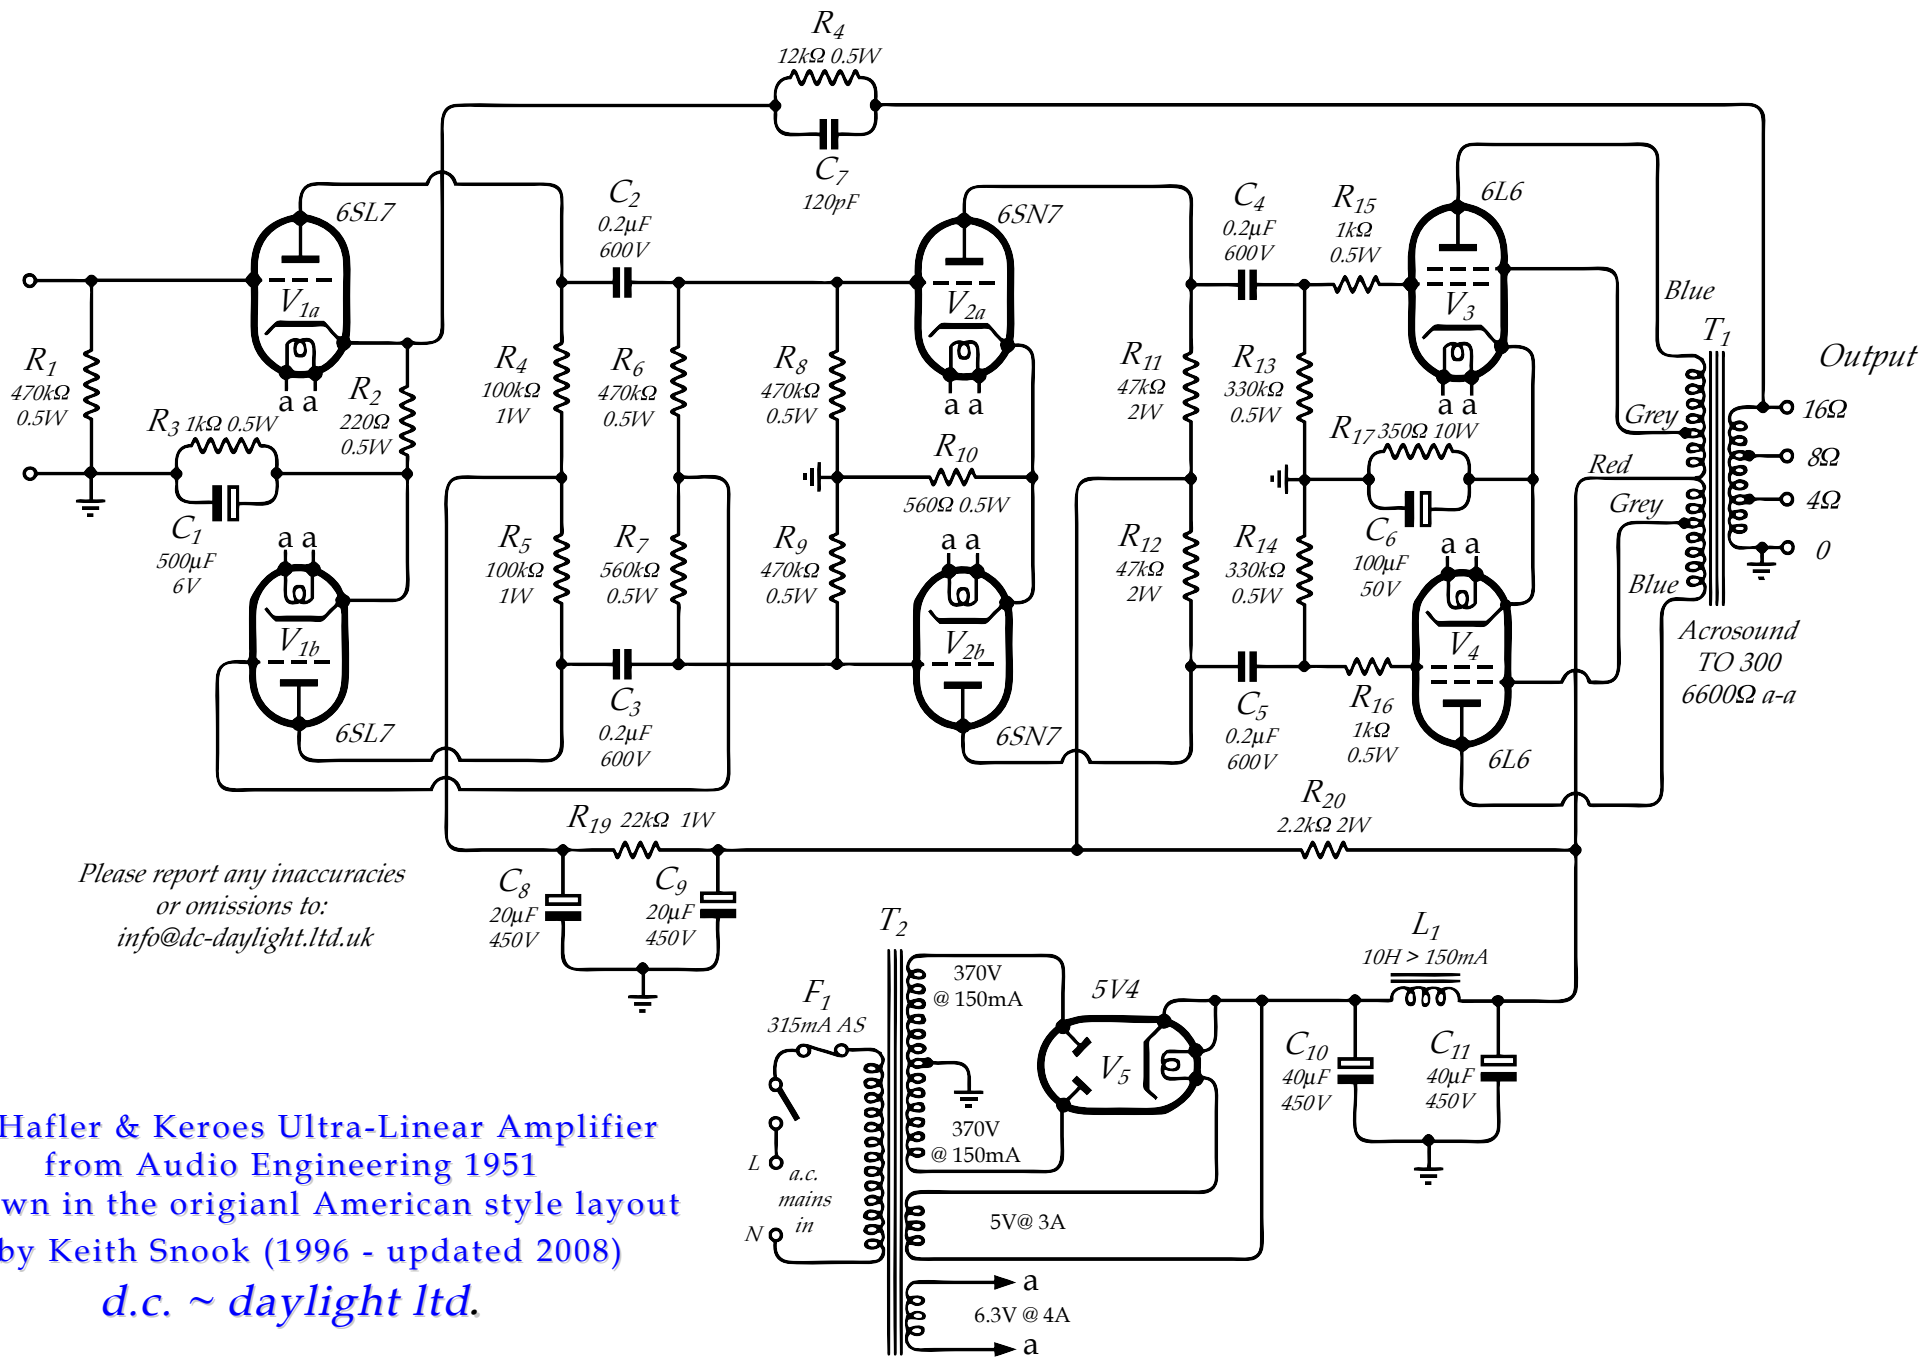 R4
12kΩ 0.5W
C7
120pF
6SL7
C2
0.2µF
600V
6SN7
C4
0.2µF
600V
R15
1kΩ
0.5W
6L6
V1a
V2a
V3
Blue
T1
Output
R1
470kΩ
0.5W
a a
R2
220Ω
0.5W
R3 1kΩ 0.5W
R4
100kΩ
1W
R6
470kΩ
0.5W
R8
470kΩ
0.5W
a a
R11
47kΩ
2W
R13
330kΩ
0.5W
a a
R17 350Ω 10W
Grey
16Ω
8Ω
4Ω
0
Red
Grey
Blue
R10
560Ω 0.5W
C1
500µF
6V
a a
R5
100kΩ
1W
R7
560kΩ
0.5W
R9
470kΩ
0.5W
a a
R12
47kΩ
2W
R14
330kΩ
0.5W
C6
100µF
50V
a a
V1b
V2b
V4
Acrosound
TO 300
6600Ω a-a
6SL7
C3
0.2µF
600V
6SN7
C5
0.2µF
600V
R16
1kΩ
0.5W
6L6
R19 22kΩ 1W
R20
2.2kΩ 2W
Please report any inaccuracies
or omissions to:
info@dc-daylight.ltd.uk
C8
20µF
450V
C9
20µF
450V
T2
370V
@ 150mA
5V4
L1
10H > 150mA
F1
315mA AS
V5
C10
40µF
450V
C11
40µF
450V
370V
@ 150mA
L
a.c.
mains
in
N
5V@ 3A
a
6.3V @ 4A
a
Hafler & Keroes Ultra-Linear Amplifier
from Audio Engineering 1951
wn in the origianl American style layout
by Keith Snook (1996 - updated 2008)
d.c. ~ daylight ltd.